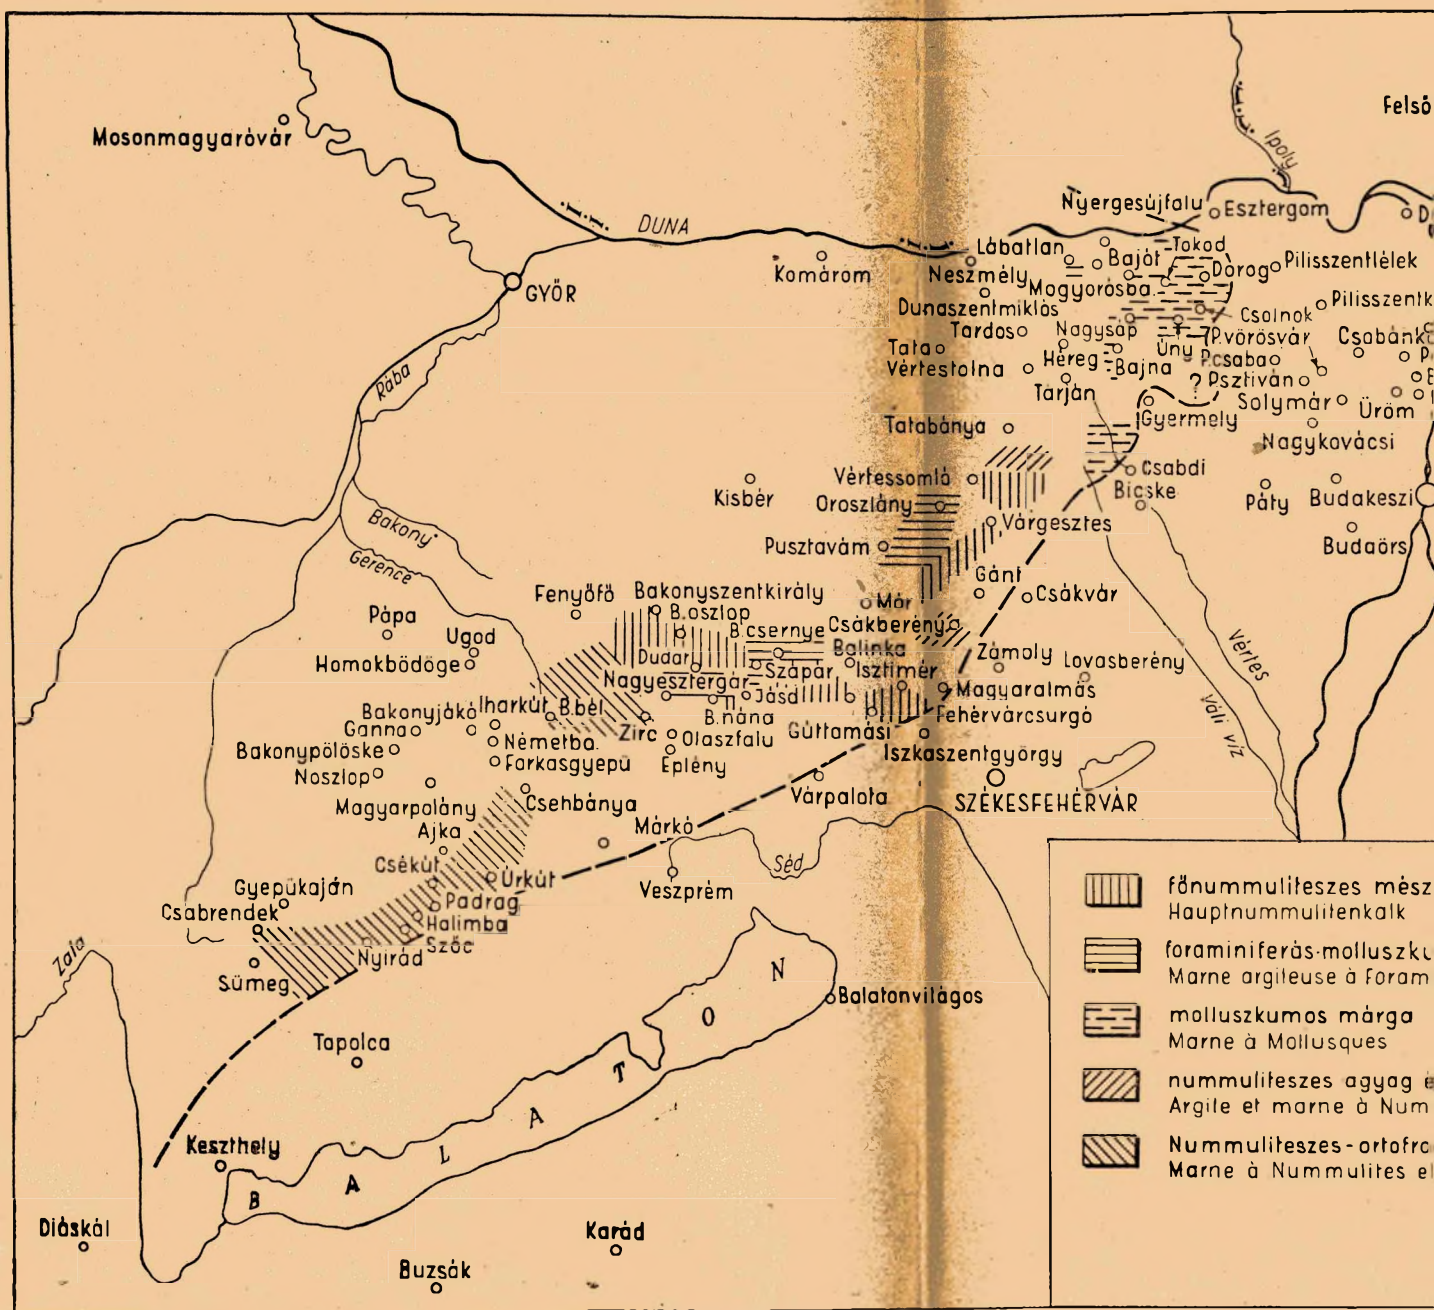 Felső
Mosonmagyaróvár
Ipoly
Nyergesújfalu
Esztergom
DUNA
Lábatlan
Tokod
Bajót
Dorog
Pilisszentlélek
Komárom
Neszmély
Mogyorósba.
GYŐR
Dunaszentmiklós
Csolnok
Pilisszentk
Tardos
Nagysáp
P.vörösvár
Csabánk
Tata
Úny
Héreg
Bajna
P.csaba
Vértestolna
Rába
Tarján
?
P.sztiván
Solymár
Üröm
Gyermely
Tatabánya
Nagykovácsi
Vértessomló
Csabdi
Kisbér
Oroszlány
Bicske
Páty
Budakeszi
Bakony
Várgesztes
Pusztavám
Budaörs
Gerence
Gánt
Fenyőfő
Bakonyszentkirály
Mór
Csákvár
Pápa
B.oszlop
Ugod
B.csernye
Csákberény
Vértes
Homokbödöge
Dudar
Balinka
Zámoly
Lovasberény
Szápár
Isztimér
Nagyesztergár
Jásd
Magyaralmás
Iharkút
B.bél
Bakonyjákó
B.nána
Fehérvárcsurgó
Ganna
Zirc
Olaszfalu
Gúttamási
Váli víz
Németba.
Bakonypölöske
Iszkaszentgyörgy
Farkasgyepü
Eplény
Noszlop
Várpalota
SZÉKESFEHÉRVÁR
Magyarpolány
Csehbánya
Ajka
Márkó
Csékút
Séd
Úrkút
Gyepükaján
Veszprém
Padrag
Csabrendek
Halimba
Szőc
Nyirád
Zala
Sümeg
Balatonvilágos
Tapolca
Keszthely
B A L A T O N
Diáskál
Karád
Buzsák
főnummuliteszes mész
Hauptnummulitenkalk
foraminiferás-molluszku
Marne argileuse à Foram
molluszkumos márga
Marne à Mollusques
nummuliteszes agyag é
Argile et marne à Num
Nummuliteszes-ortofra
Marne à Nummulites et